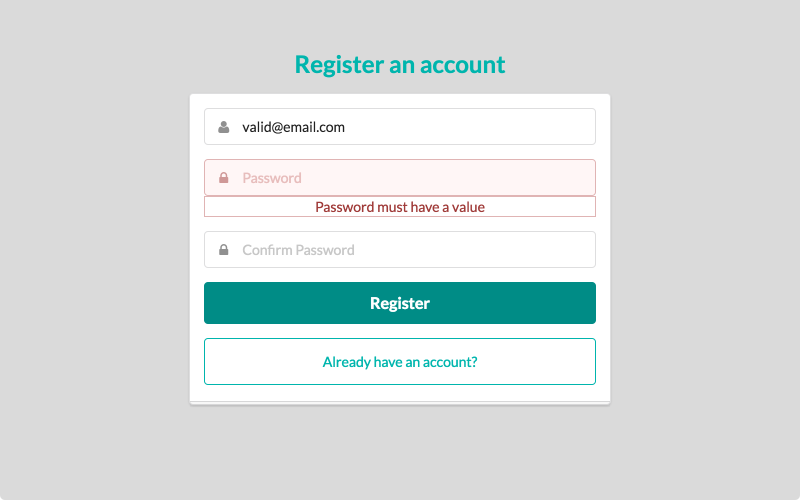 Register an account
valid@email.com
Password
Password must have a value
Confirm Password
Register
Already have an account?